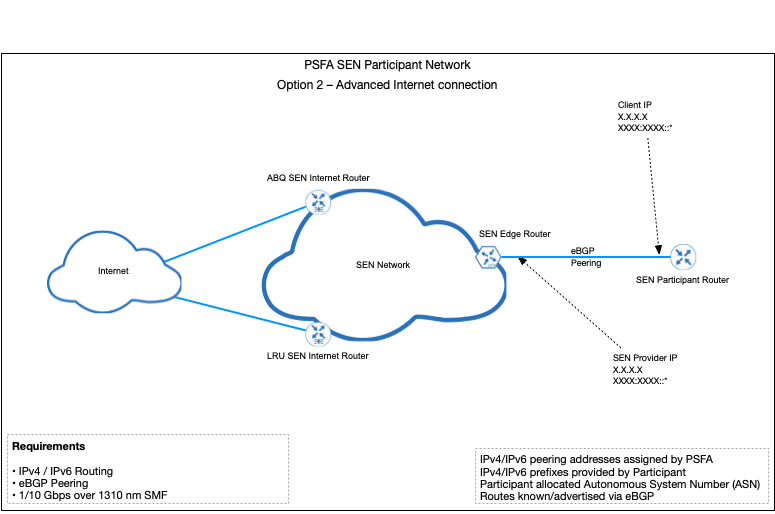 PSFA SEN Participant Network
Option 2 – Advanced Internet connection
Client IP
X.X.X.X
XXXX:XXXX::*
ABQ SEN Internet Router
SEN Edge Router
Internet
SEN Network
eBGP
Peering
SEN Participant Router
LRU SEN Internet Router
SEN Provider IP
X.X.X.X
XXXX:XXXX::*
Requirements
• IPv4 / IPv6 Routing
• eBGP Peering
• 1/10 Gbps over 1310 nm SMF
IPv4/IPv6 peering addresses assigned by PSFA
IPv4/IPv6 prefixes provided by Participant
Participant allocated Autonomous System Number (ASN)
Routes known/advertised via eBGP